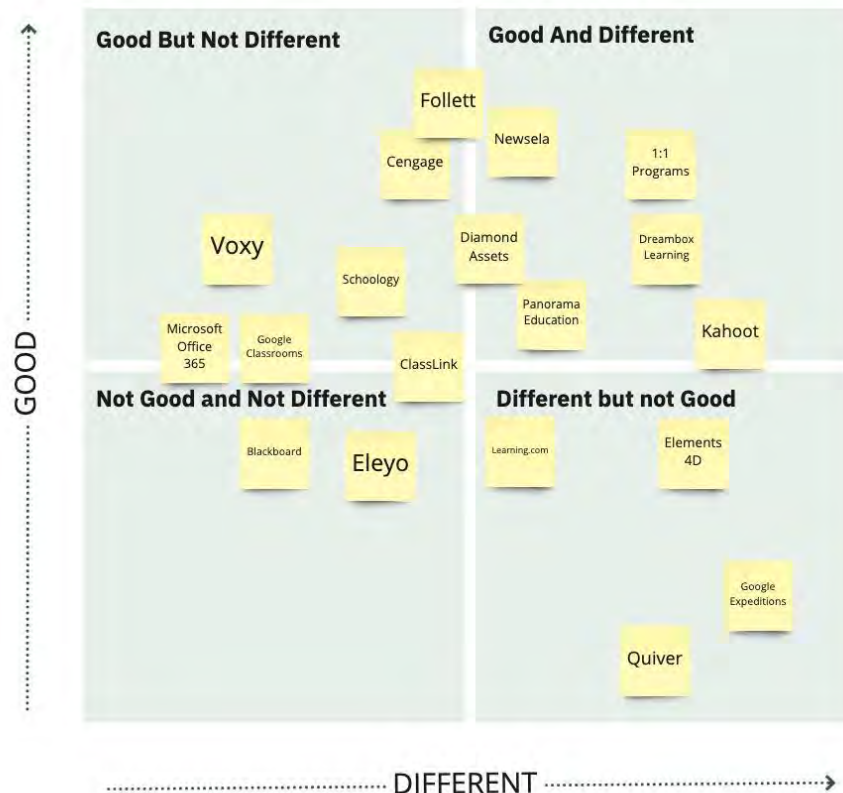 Good But Not Different
Good And Different
Follett
Newsela
Cengage
1:1
Programs
Voxy
Diamond
Assets
Dreambox
Learning
Schoology
Panorama
Education
Microsoft
Office
365
Google
Classrooms
Kahoot
ClassLink
GOOD
Not Good and Not Different
Different but not Good
Blackboard
Eleyo
Learning.com
Elements
4D
Google
Expeditions
Quiver
DIFFERENT